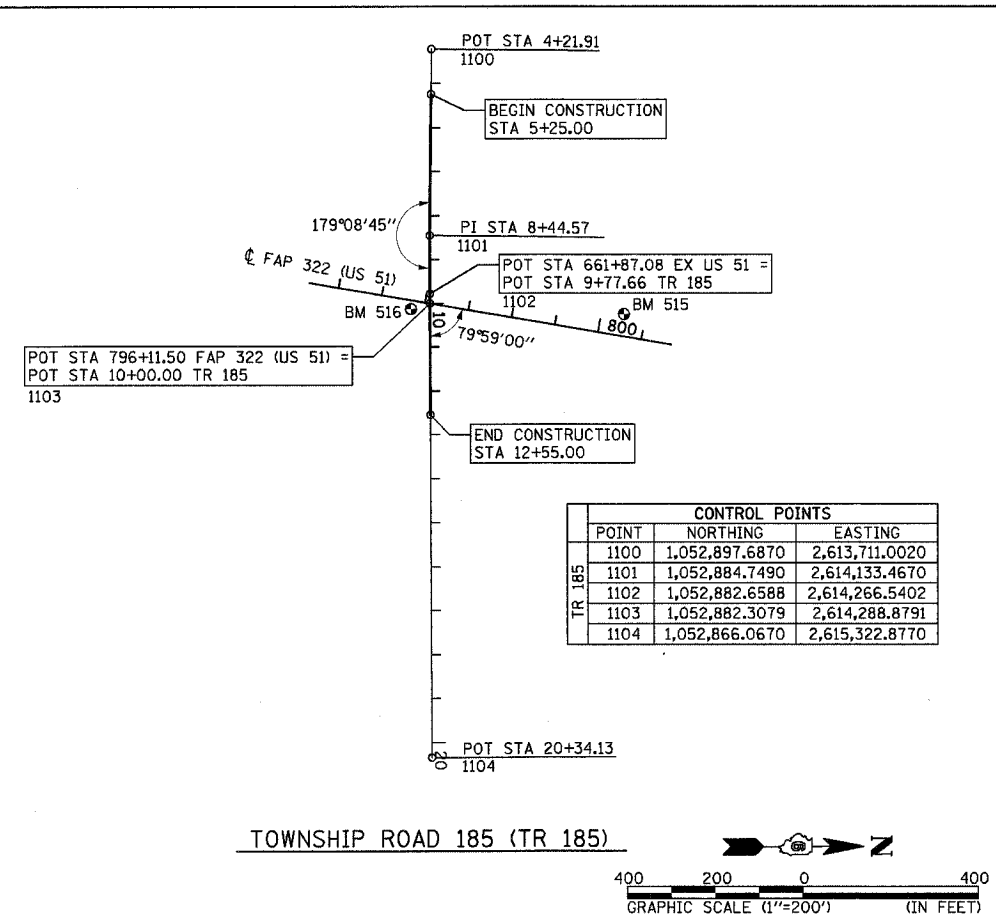 POT STA 4+21.91
1100
BEGIN CONSTRUCTION
STA 5+25.00
179°08'45"
PI STA 8+44.57
1101
℄ FAP 322 (US 51)
POT STA 661+87.08 EX US 51 =
POT STA 9+77.66 TR 185
1102
BM 516
BM 515
10
800
79°59'00"
POT STA 796+11.50 FAP 322 (US 51) =
POT STA 10+00.00 TR 185
1103
END CONSTRUCTION
STA 12+55.00
CONTROL POINTS
POINT NORTHING EASTING
TR 185
1100 1,052,897.6870 2,613,711.0020
1101 1,052,884.7490 2,614,133.4670
1102 1,052,882.6588 2,614,266.5402
1103 1,052,882.3079 2,614,288.8791
1104 1,052,866.0670 2,615,322.8770
20
POT STA 20+34.13
1104
TOWNSHIP ROAD 185 (TR 185)
N
400 200 0 400
GRAPHIC SCALE (1"=200') (IN FEET)